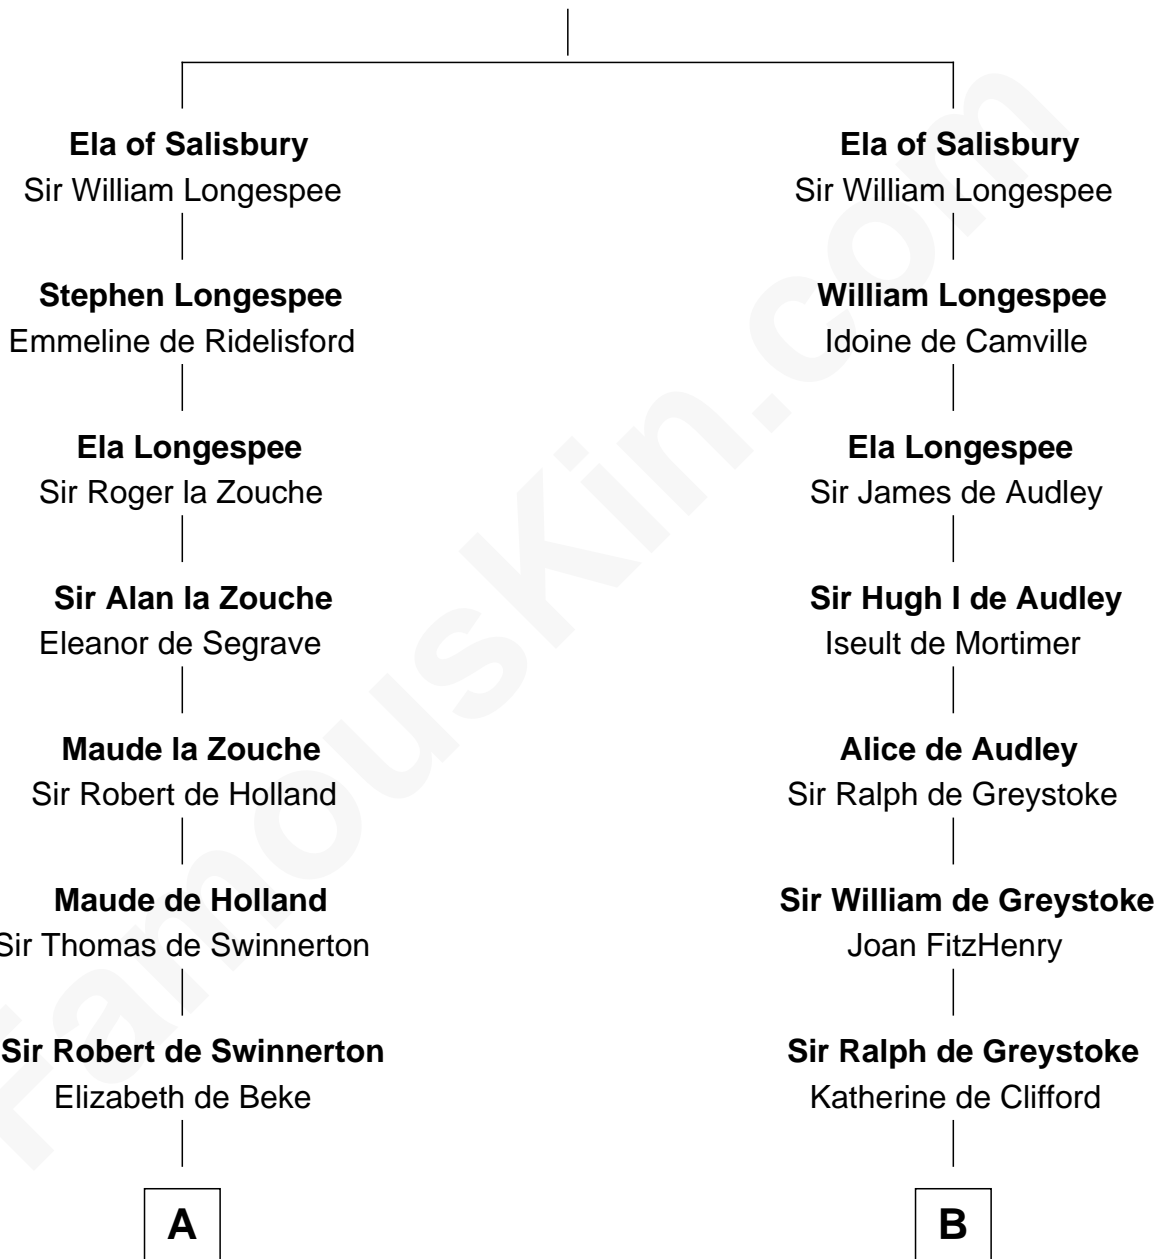 Ela of Salisbury
Sir William Longespee
Stephen Longespee
Emmeline de Ridelisford
Ela Longespee
Sir Roger la Zouche
Sir Alan la Zouche
Eleanor de Segrave
Maude la Zouche
Sir Robert de Holland
Maude de Holland
Sir Thomas de Swinnerton
Sir Robert de Swinnerton
Elizabeth de Beke
A
Ela of Salisbury
Sir William Longespee
William Longespee
Idoine de Camville
Ela Longespee
Sir James de Audley
Sir Hugh I de Audley
Iseult de Mortimer
Alice de Audley
Sir Ralph de Greystoke
Sir William de Greystoke
Joan FitzHenry
Sir Ralph de Greystoke
Katherine de Clifford
B
FamousKin.com